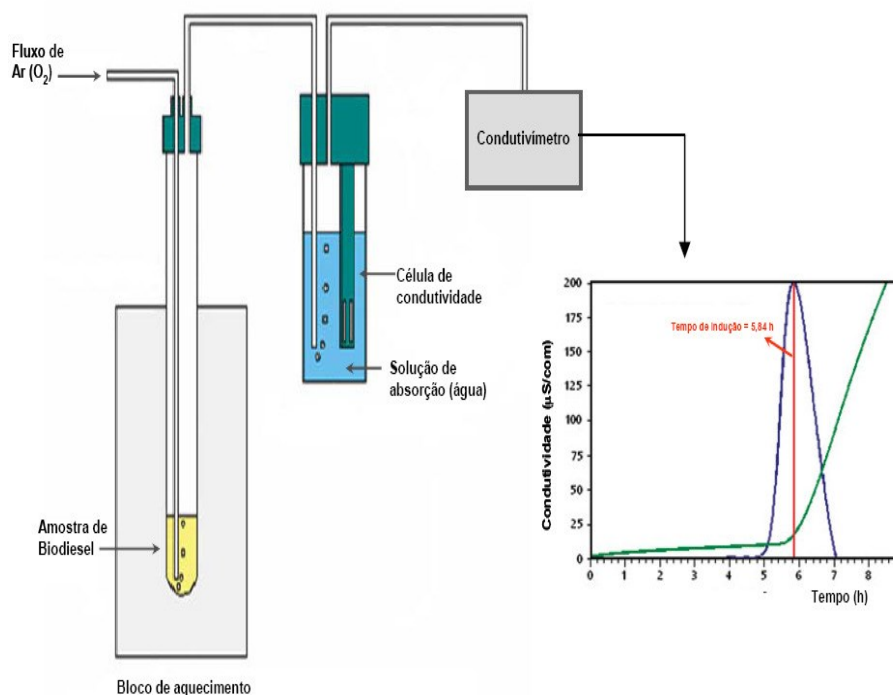 Fluxo de
Ar (O₂)
Condutivímetro
Célula de
condutividade
Solução de
absorção (água)
Amostra de
Biodiesel
Bloco de aquecimento
Condutividade (µS/com)
200
175
150
125
100
75
50
25
0
Tempo de indução = 5,84 h
0 1 2 3 4 5 6 7 8
Tempo (h)